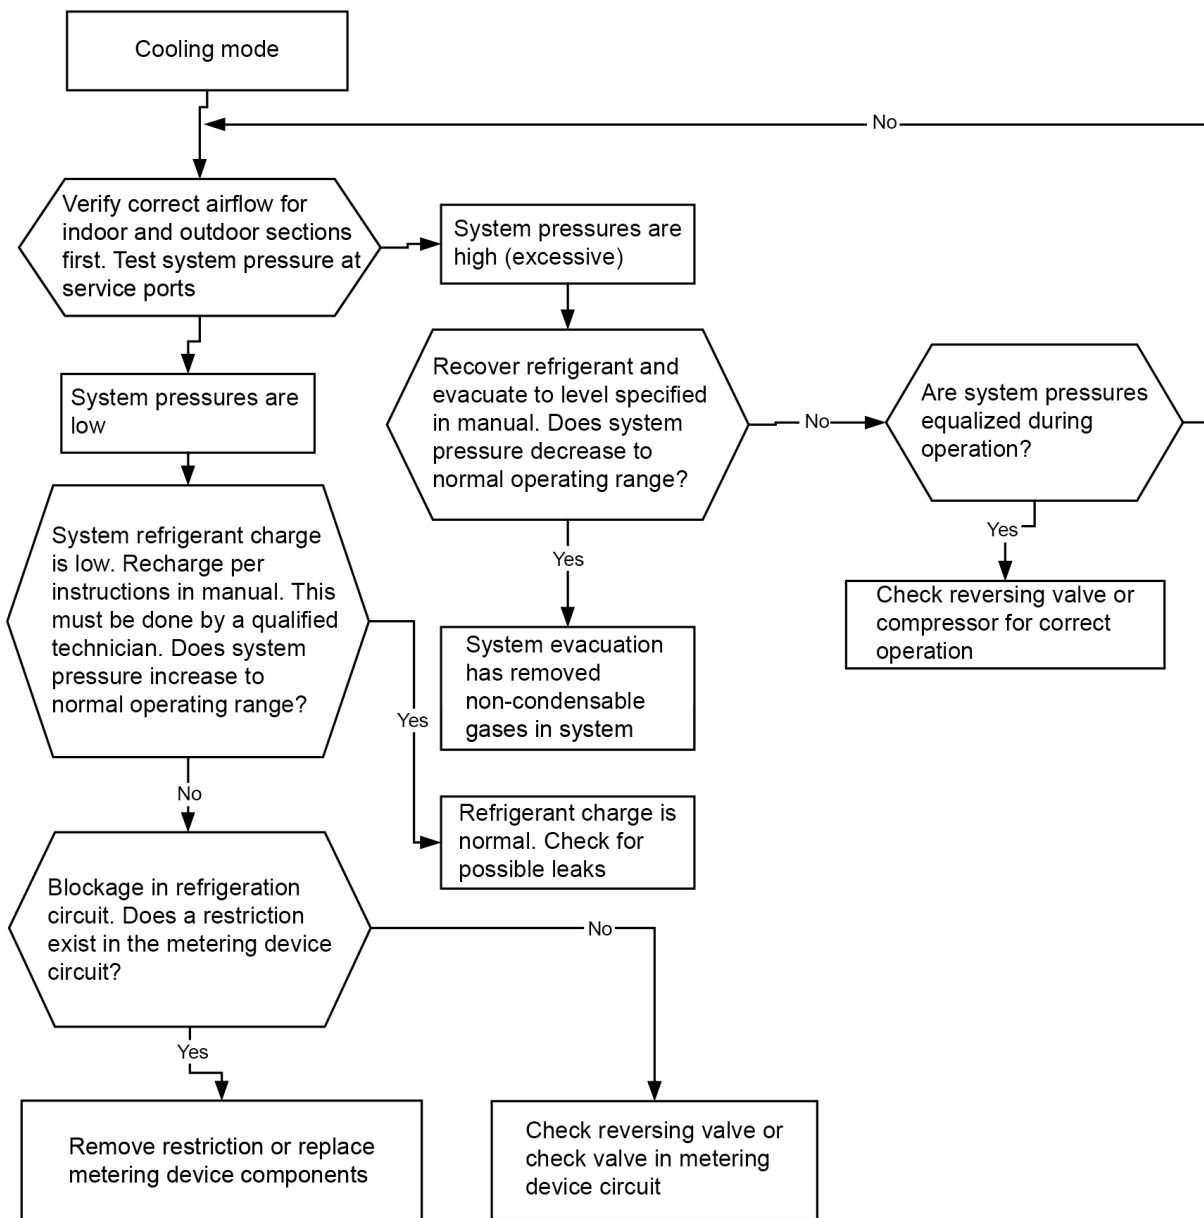 Cooling mode
No
Verify correct airflow for
indoor and outdoor sections
first. Test system pressure at
service ports
System pressures are
high (excessive)
System pressures are
low
Recover refrigerant and
evacuate to level specified
in manual. Does system
pressure decrease to
normal operating range?
No
Are system pressures
equalized during
operation?
Yes
Check reversing valve or
compressor for correct
operation
Yes
System evacuation
has removed
non-condensable
gases in system
System refrigerant charge
is low. Recharge per
instructions in manual. This
must be done by a qualified
technician. Does system
pressure increase to
normal operating range?
Yes
Refrigerant charge is
normal. Check for
possible leaks
No
Blockage in refrigeration
circuit. Does a restriction
exist in the metering device
circuit?
No
Yes
Remove restriction or replace
metering device components
Check reversing valve or
check valve in metering
device circuit